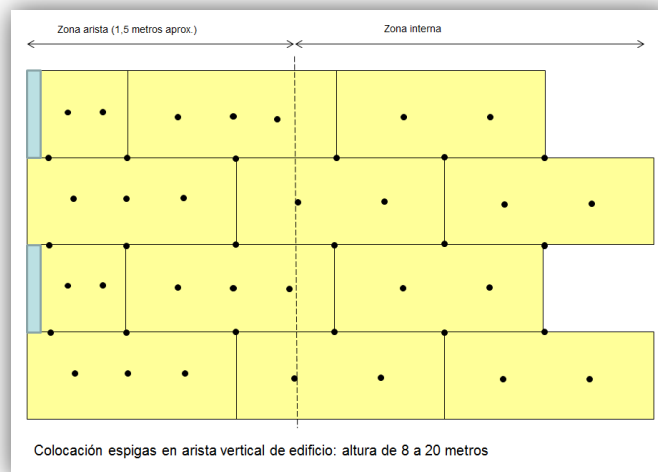 Zona arista (1,5 metros aprox.)
Zona interna
Colocación espigas en arista vertical de edificio: altura de 8 a 20 metros